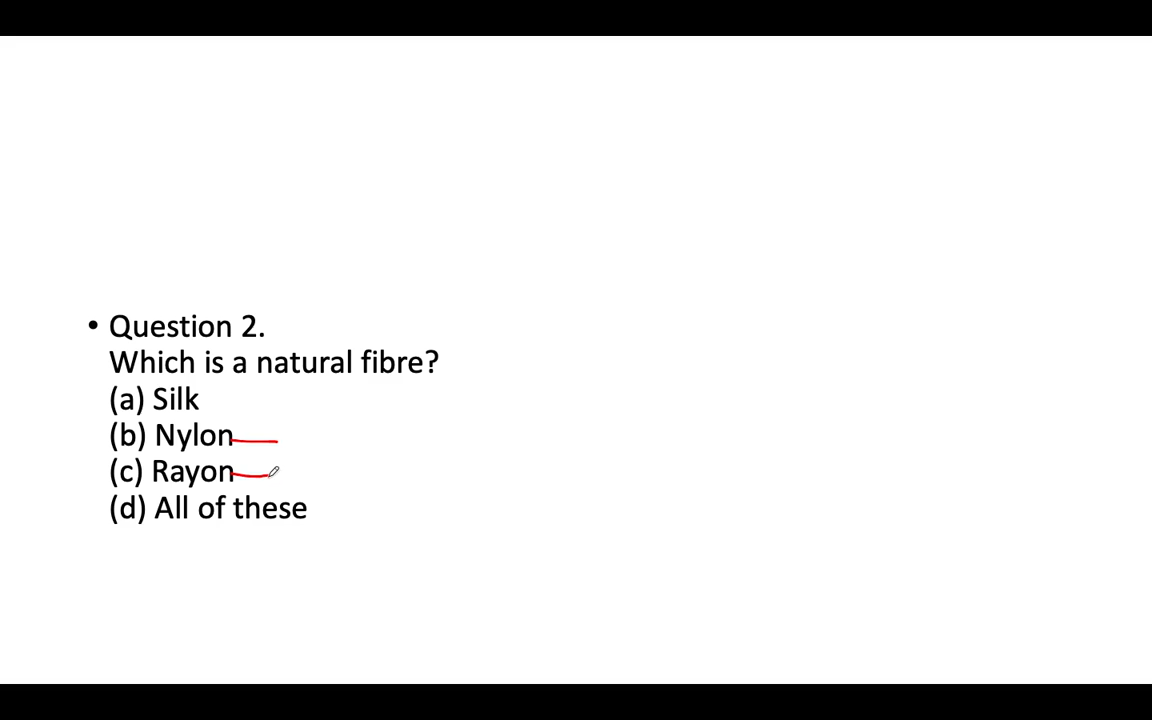 • Question 2.
Which is a natural fibre?
(a) Silk
(b) Nylon
(c) Rayon
(d) All of these